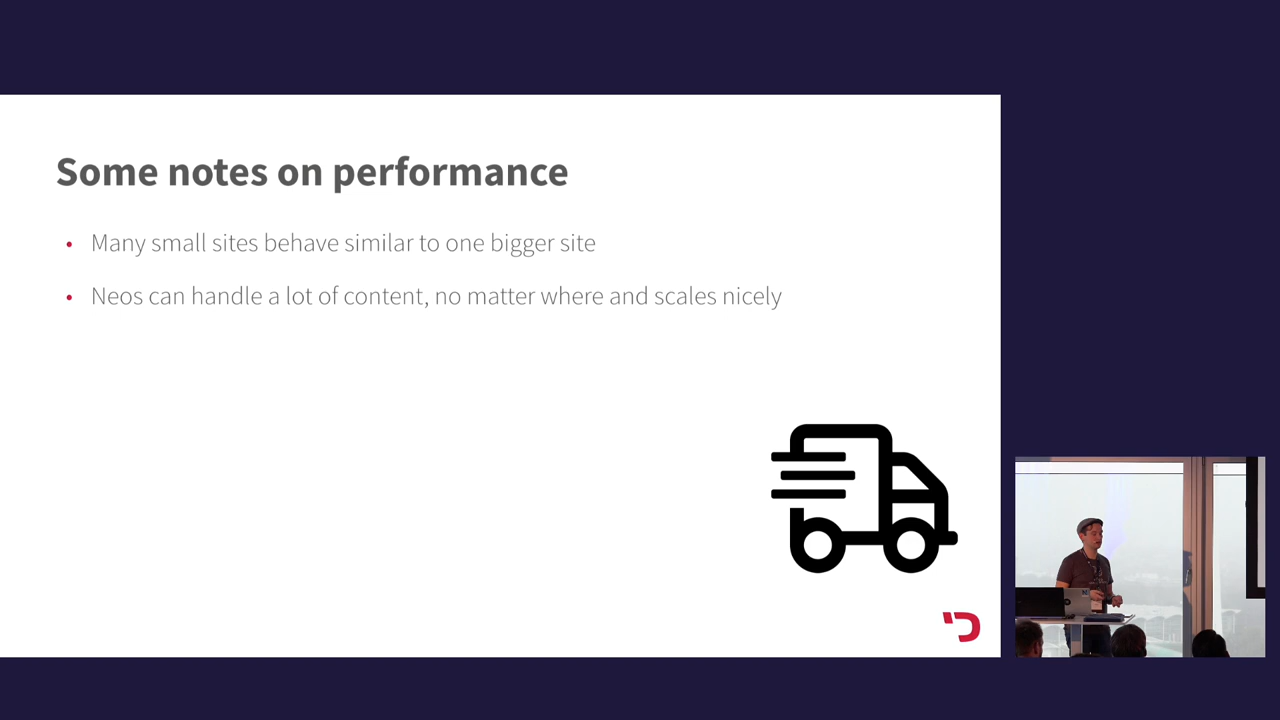 Some notes on performance
Many small sites behave similar to one bigger site
Neos can handle a lot of content, no matter where and scales nicely